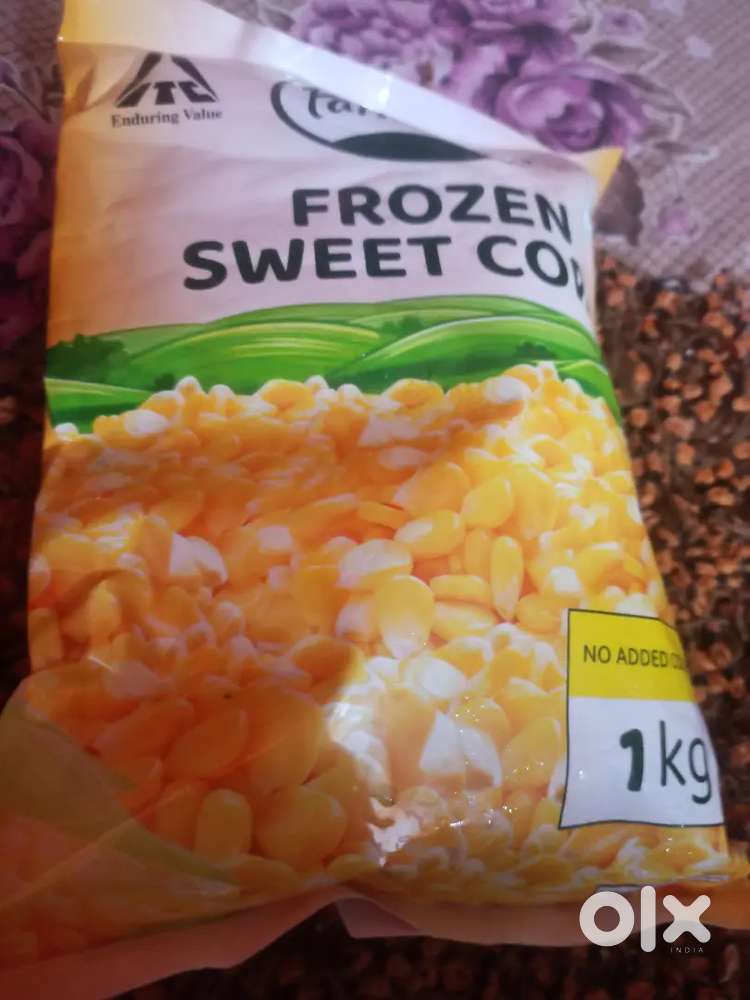 ITC
Enduring Value
FROZEN
SWEET CO
NO ADDED
1kg
olx
INDIA